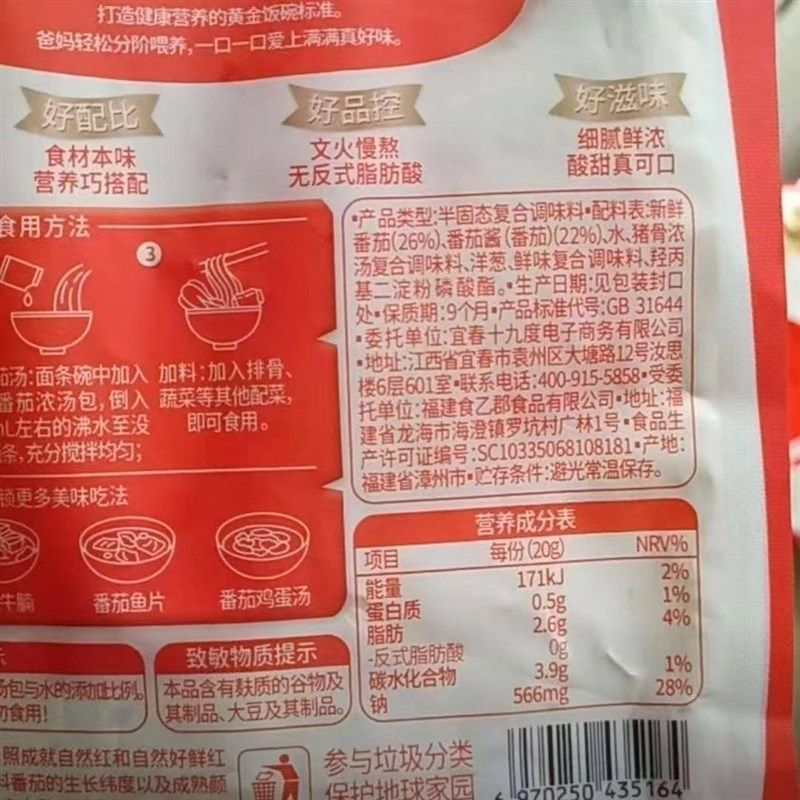 打造健康营养的黄金饭碗标准。
爸妈轻松分阶喂养,一口一口爱上满满真好味。
好配比
食材本味
营养巧搭配
好品控
文火慢熬
无反式脂肪酸
好滋味
细腻鲜浓
酸甜真可口
食用方法
3
茄汤:面条碗中加入
番茄浓汤包,倒入
mL左右的沸水至没
条,充分搅拌均匀;
加料:加入排骨、
蔬菜等其他配菜,
即可食用。
锁更多美味吃法
牛腩
番茄鱼片
番茄鸡蛋汤
汤包与水的添加比例,
食用!
致敏物质提示
本品含有麸质的谷物及
其制品、大豆及其制品。
•产品类型:半固态复合调味料•配料表:新鲜
番茄(26%)、番茄酱(番茄)(22%)、水、猪骨浓
汤复合调味料、洋葱、鲜味复合调味料、羟丙
基二淀粉磷酸酯。•生产日期:见包装封口
处•保质期:9个月•产品标准代号:GB 31644
•委托单位:宜春十九度电子商务有限公司
•地址:江西省宜春市袁州区大塘路12号汝思
楼6层601室•联系电话:400-915-5858•受委
托单位:福建食乙郡食品有限公司•地址:福
建省龙海市海澄镇罗坑村广林1号•食品生
产许可证编号:SC10335068108181•产地:
福建省漳州市•贮存条件:避光常温保存。
营养成分表
项目 每份(20g) NRV%
能量 171kJ 2%
蛋白质 0.5g 1%
脂肪 2.6g 4%
-反式脂肪酸 0g
碳水化合物 3.9g 1%
钠 566mg 28%
照成就自然红和自然好鲜红
料番茄的生长纬度以及成熟颜
参与垃圾分类
保护地球家园
6 970250 435164